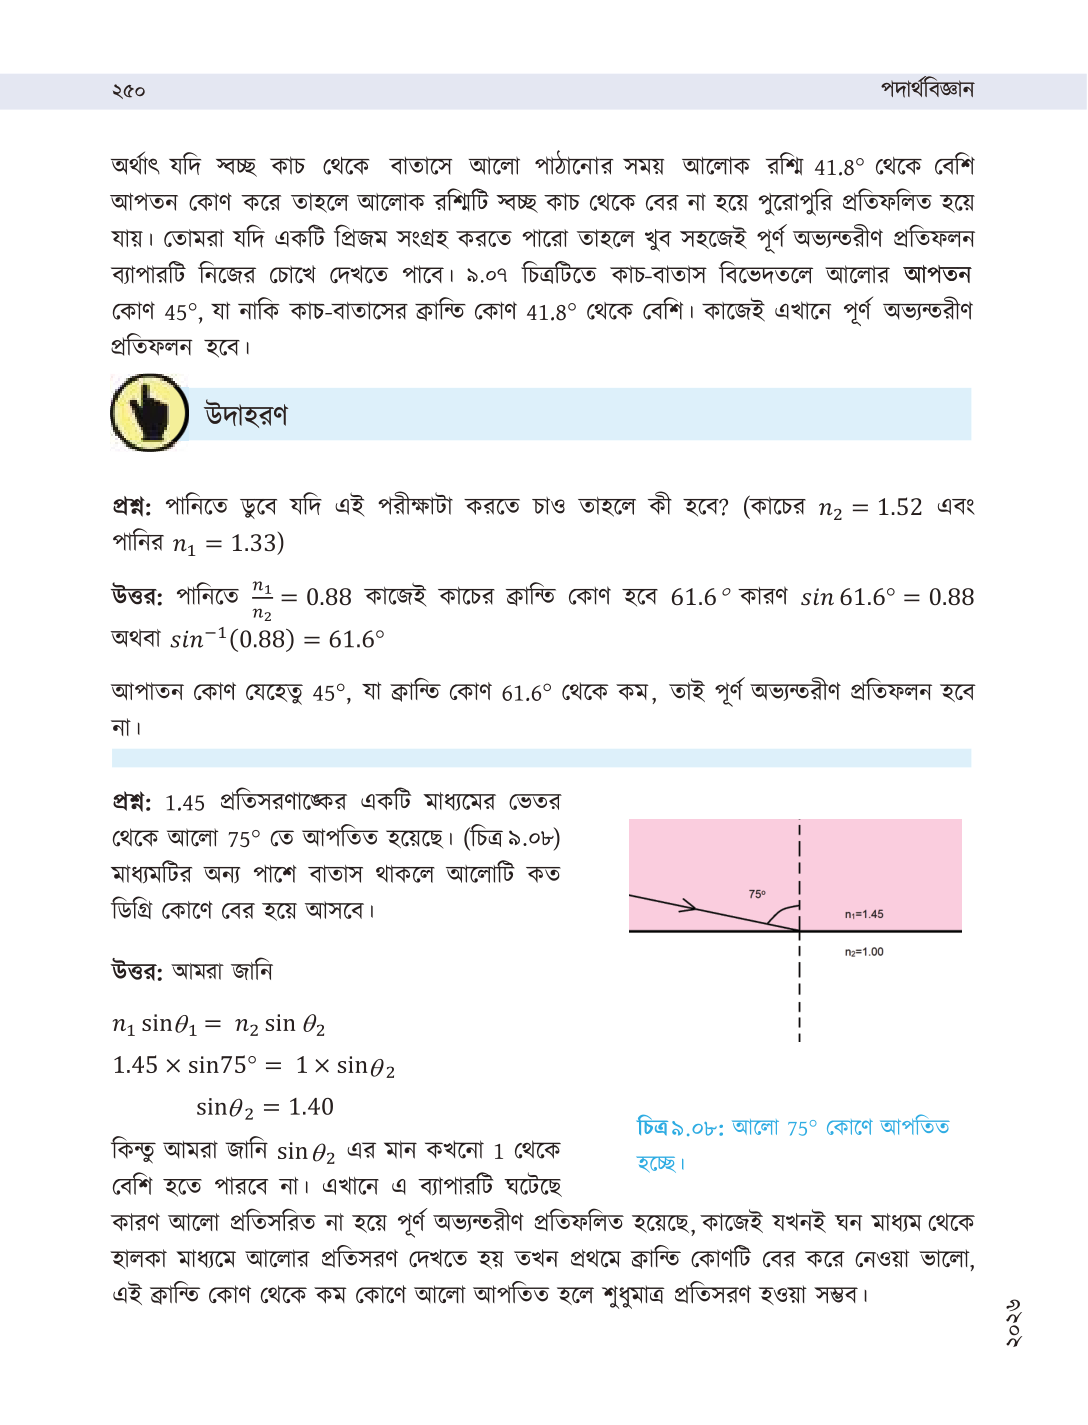 ২৫০ পদার্থবিজ্ঞান
অর্থাৎ যদি স্বচ্ছ কাচ থেকে বাতাসে আলো পাঠানোর সময় আলোক রশ্মি 41.8° থেকে বেশি
আপতন কোণ করে তাহলে আলোক রশ্মিটি স্বচ্ছ কাচ থেকে বের না হয়ে পুরোপুরি প্রতিফলিত হয়ে
যায়। তোমরা যদি একটি প্রিজম সংগ্রহ করতে পারো তাহলে খুব সহজেই পূর্ণ অভ্যন্তরীণ প্রতিফলন
ব্যাপারটি নিজের চোখে দেখতে পাবে। ৯.০৭ চিত্রটিতে কাচ-বাতাস বিভেদতলে আলোর আপতন
কোণ 45°, যা নাকি কাচ-বাতাসের ক্রান্তি কোণ 41.8° থেকে বেশি। কাজেই এখানে পূর্ণ অভ্যন্তরীণ
প্রতিফলন হবে।
উদাহরণ
প্রশ্ন: পানিতে ডুবে যদি এই পরীক্ষাটা করতে চাও তাহলে কী হবে? (কাচের n₂ = 1.52 এবং
পানির n₁ = 1.33)
উত্তর: পানিতে n₁/n₂ = 0.88 কাজেই কাচের ক্রান্তি কোণ হবে 61.6° কারণ sin 61.6° = 0.88
অথবা sin⁻¹(0.88) = 61.6°
আপাতন কোণ যেহেতু 45°, যা ক্রান্তি কোণ 61.6° থেকে কম, তাই পূর্ণ অভ্যন্তরীণ প্রতিফলন হবে
না।
প্রশ্ন: 1.45 প্রতিসরণাঙ্কের একটি মাধ্যমের ভেতর
থেকে আলো 75° তে আপতিত হয়েছে। (চিত্র ৯.০৮)
মাধ্যমটির অন্য পাশে বাতাস থাকলে আলোটি কত
ডিগ্রি কোণে বের হয়ে আসবে।
উত্তর: আমরা জানি
n₁ sinθ₁ = n₂ sin θ₂
1.45 × sin75° = 1 × sinθ₂
sinθ₂ = 1.40
75°
n₁=1.45
n₂=1.00
চিত্র ৯.০৮: আলো 75° কোণে আপতিত
হচ্ছে।
কিন্তু আমরা জানি sinθ₂ এর মান কখনো 1 থেকে
বেশি হতে পারবে না। এখানে এ ব্যাপারটি ঘটেছে
কারণ আলো প্রতিসরিত না হয়ে পূর্ণ অভ্যন্তরীণ প্রতিফলিত হয়েছে, কাজেই যখনই ঘন মাধ্যম থেকে
হালকা মাধ্যমে আলোর প্রতিসরণ দেখতে হয় তখন প্রথমে ক্রান্তি কোণটি বের করে নেওয়া ভালো,
এই ক্রান্তি কোণ থেকে কম কোণে আলো আপতিত হলে শুধুমাত্র প্রতিসরণ হওয়া সম্ভব।
২০২৬